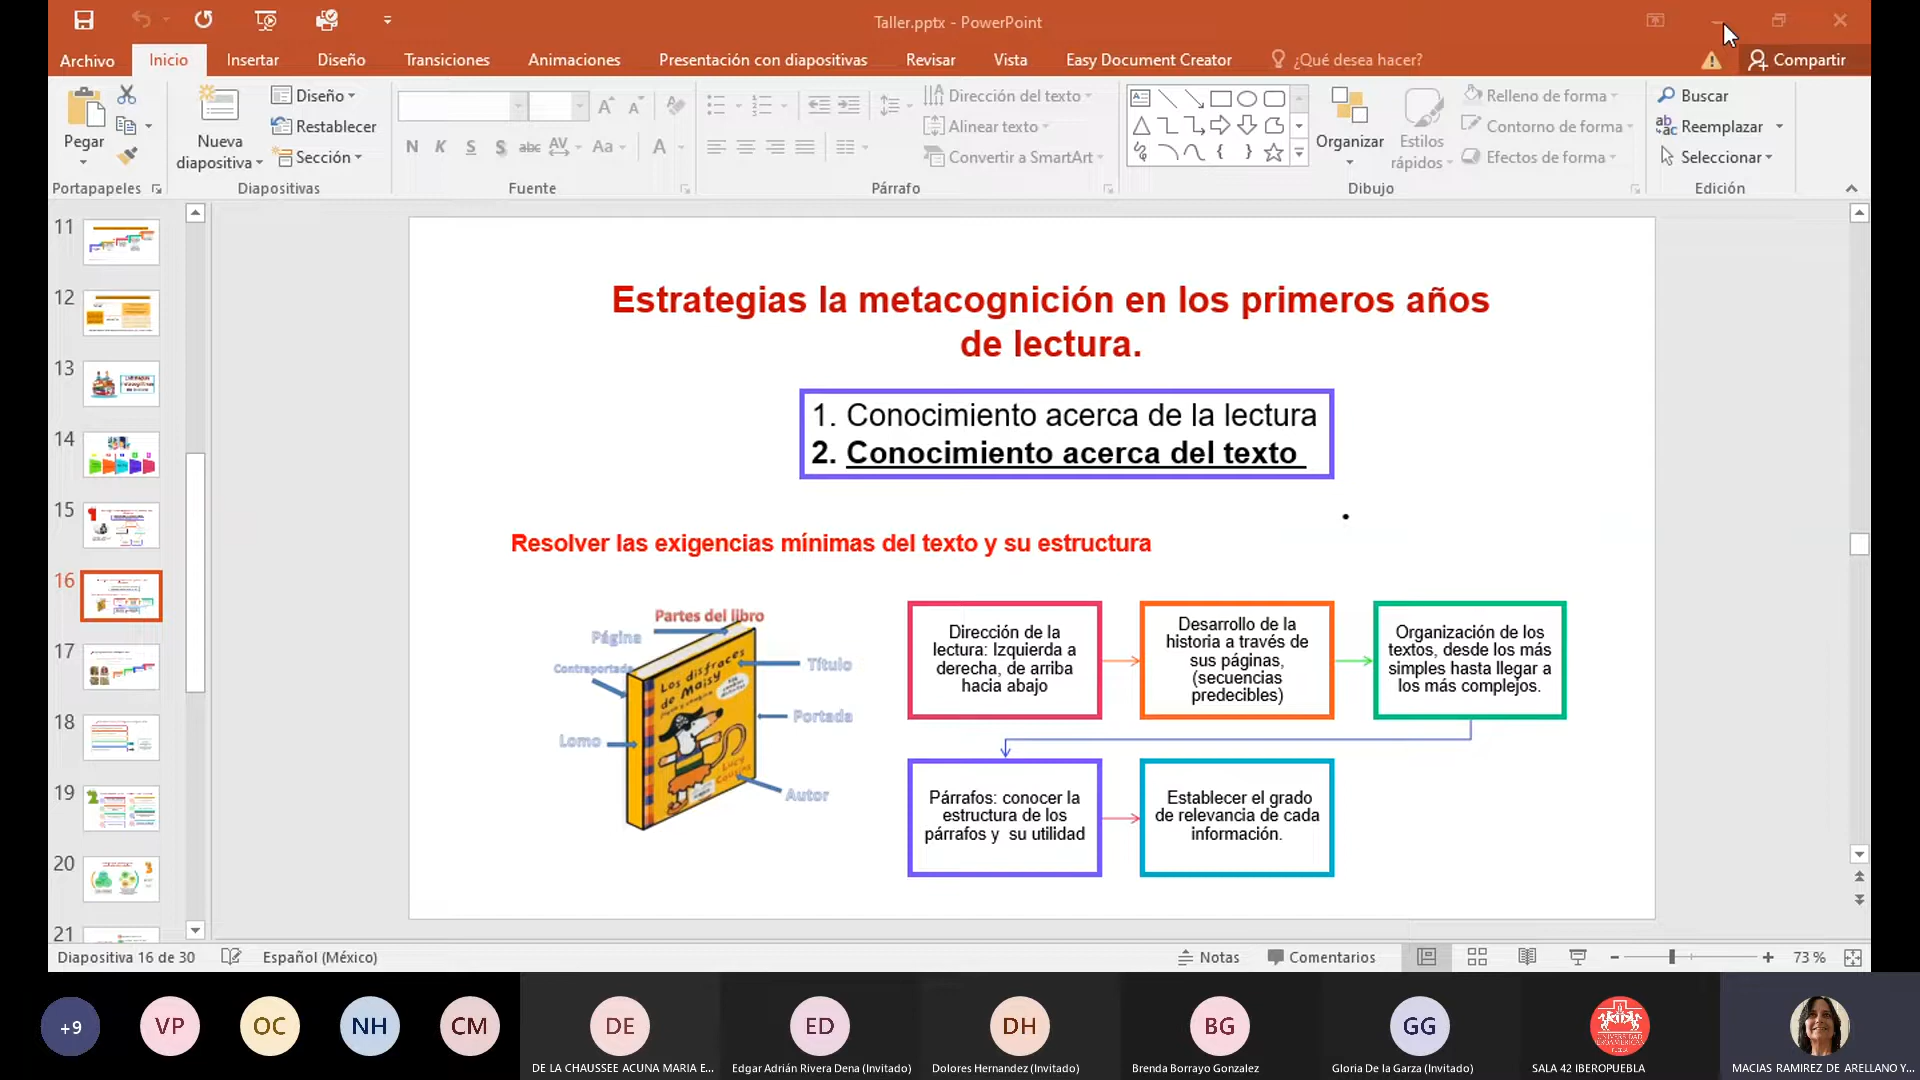 Taller.pptx - PowerPoint
Archivo
Inicio
Insertar
Diseño
Transiciones
Animaciones
Presentación con diapositivas
Revisar
Vista
Easy Document Creator
¿Qué desea hacer?
Compartir
Pegar
Nueva
diapositiva
Diseño
Restablecer
Sección
N K S S abc AV Aa A
Dirección del texto
Alinear texto
Convertir a SmartArt
Organizar
Estilos
rápidos
Relleno de forma
Contorno de forma
Efectos de forma
Buscar
Reemplazar
Seleccionar
Portapapeles
Diapositivas
Fuente
Párrafo
Dibujo
Edición
11
12
13
14
15
16
17
18
19
20
21
Estrategias la metacognición en los primeros años
de lectura.
1. Conocimiento acerca de la lectura
2. Conocimiento acerca del texto
Resolver las exigencias mínimas del texto y su estructura
Partes del libro
Página
Contraportada
Lomo
Título
Portada
Autor
Los disfraces
de Maisy
Lucy
Cousins
Dirección de la
lectura: Izquierda a
derecha, de arriba
hacia abajo
Desarrollo de la
historia a través de
sus páginas,
(secuencias
predecibles)
Organización de los
textos, desde los más
simples hasta llegar a
los más complejos.
Párrafos: conocer la
estructura de los
párrafos y su utilidad
Establecer el grado
de relevancia de cada
información.
Diapositiva 16 de 30
Español (México)
Notas
Comentarios
73 %
+9
VP
OC
NH
CM
DE
ED
DH
BG
GG
DE LA CHAUSSEE ACUNA MARIA E...
Edgar Adrián Rivera Dena (Invitado)
Dolores Hernandez (Invitado)
Brenda Borrayo Gonzalez
Gloria De la Garza (Invitado)
SALA 42 IBEROPUEBLA
MACIAS RAMIREZ DE ARELLANO Y...